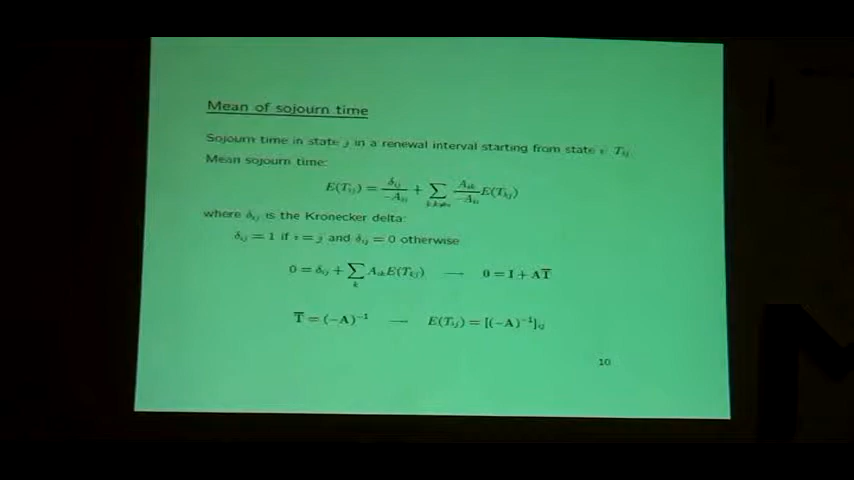 Mean of sojourn time
Sojourn time in state j in a renewal interval starting from state i: T_ij
Mean sojourn time:
E(T_ij) = δ_ij / -A_ii + ∑_{k:k≠i} A_ik / -A_ii E(T_kj)
where δ_ij is the Kronecker delta:
δ_ij = 1 if i = j and δ_ij = 0 otherwise
0 = δ_ij + ∑_k A_ik E(T_kj) → 0 = I + AT̅
T̅ = (-A)⁻¹ → E(T_ij) = [(-A)⁻¹]_ij
10